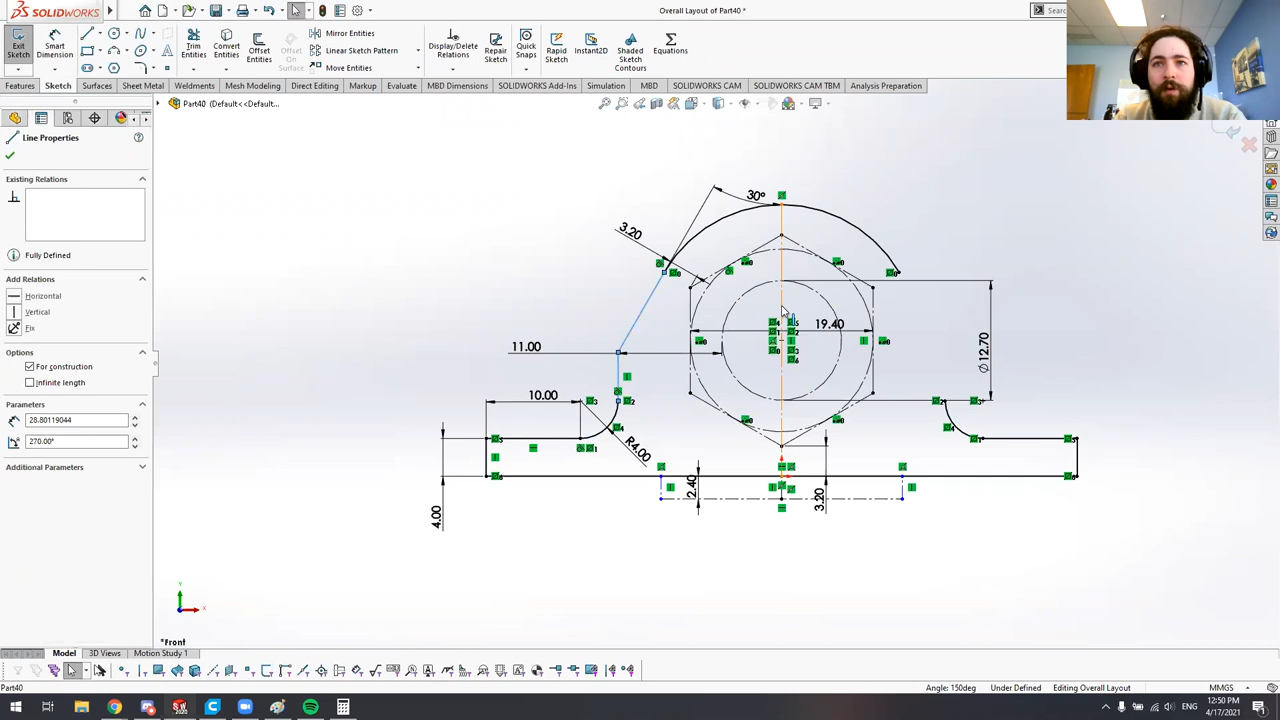 SOLIDWORKS
Overall Layout of Part40 *
Exit Sketch
Smart Dimension
Trim Entities
Convert Entities
Offset Entities
Offset On Surface
Mirror Entities
Linear Sketch Pattern
Move Entities
Display/Delete Relations
Repair Sketch
Quick Snaps
Rapid Sketch
Instant2D
Shaded Sketch Contours
Equations
Features
Sketch
Surfaces
Sheet Metal
Weldments
Mesh Modeling
Direct Editing
Markup
Evaluate
MBD Dimensions
SOLIDWORKS Add-Ins
Simulation
MBD
SOLIDWORKS CAM
SOLIDWORKS CAM TBM
Analysis Preparation
Part40 (Default<<Default...
Line Properties
Existing Relations
Fully Defined
Add Relations
Horizontal
Vertical
Fix
Options
For construction
Infinite length
Parameters
28.80119044
270.00°
Additional Parameters
30°
3.20
19.40
11.00
⌀12.70
10.00
R4.00
2.40
3.20
4.00
Y
X
*Front
Model
3D Views
Motion Study 1
Part40
Angle: 150deg
Under Defined
Editing Overall Layout
MMGS
ENG
12:50 PM
4/17/2021